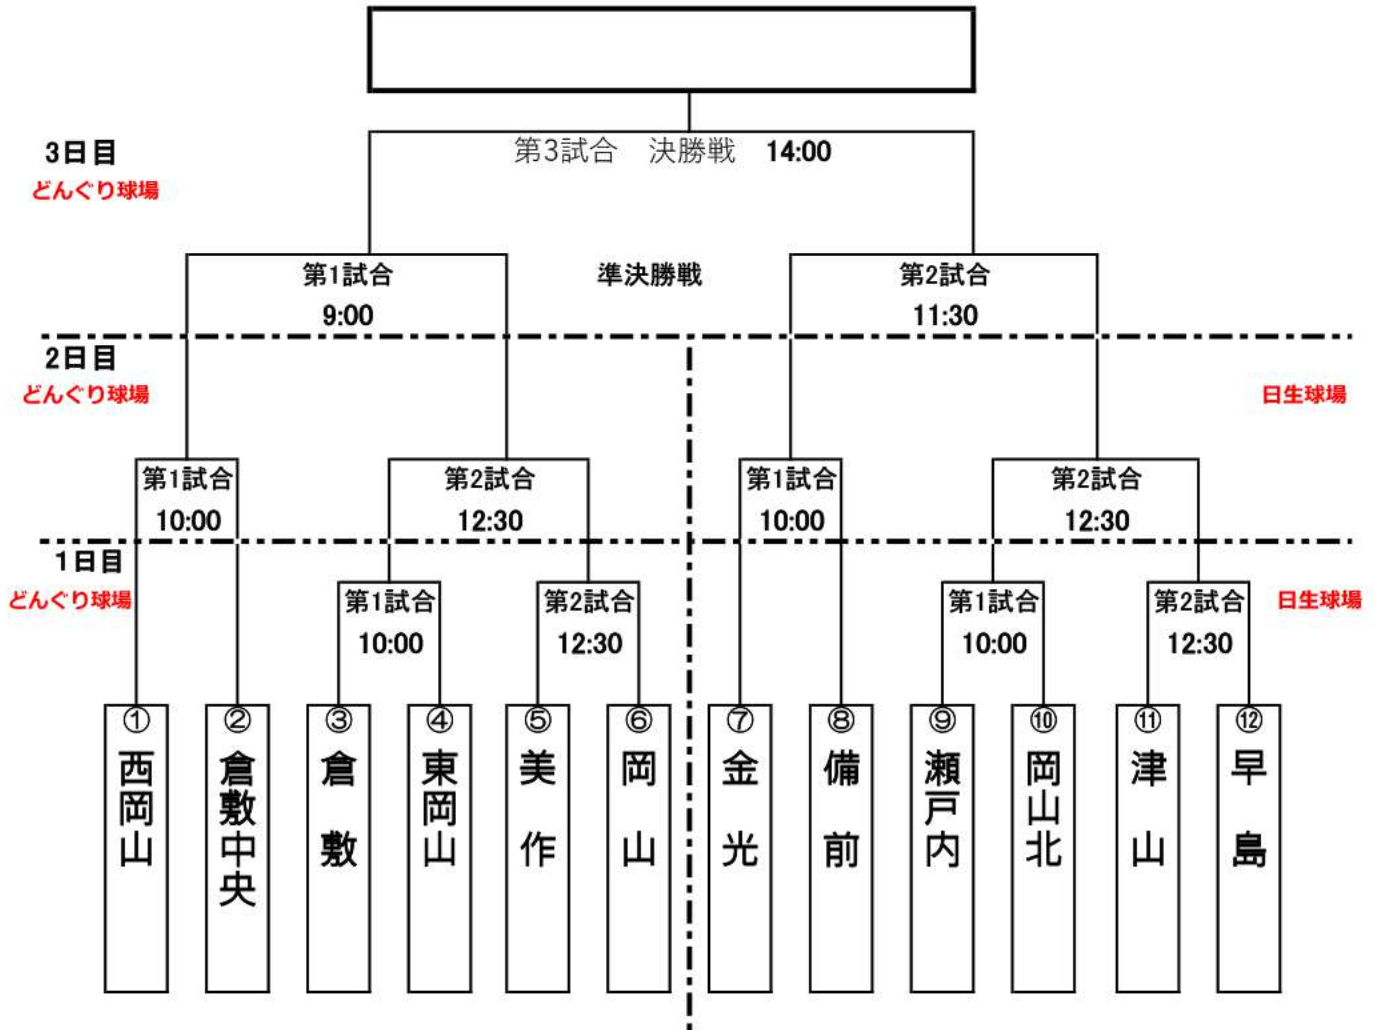 第3試合　決勝戦　14:00
3日目
どんぐり球場
第1試合
9:00
準決勝戦
第2試合
11:30
2日目
どんぐり球場
日生球場
第1試合
10:00
第2試合
12:30
第1試合
10:00
第2試合
12:30
1日目
どんぐり球場
日生球場
第1試合
10:00
第2試合
12:30
第1試合
10:00
第2試合
12:30
①西岡山
②倉敷中央
③倉敷
④東岡山
⑤美作
⑥岡山
⑦金光
⑧備前
⑨瀬戸内
⑩岡山北
⑪津山
⑫早島